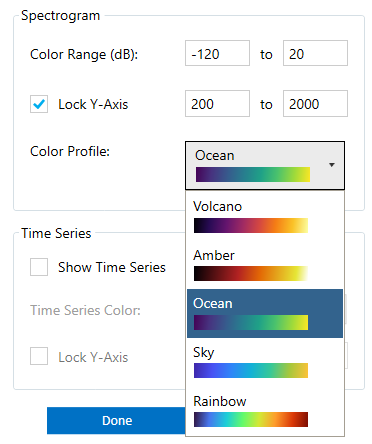 Spectrogram
Color Range (dB): -120 to 20
Lock Y-Axis 200 to 2000
Color Profile: Ocean
Volcano
Time Series
Show Time Series Amber
Time Series Color: Ocean
Lock Y-Axis Sky
Rainbow
Done